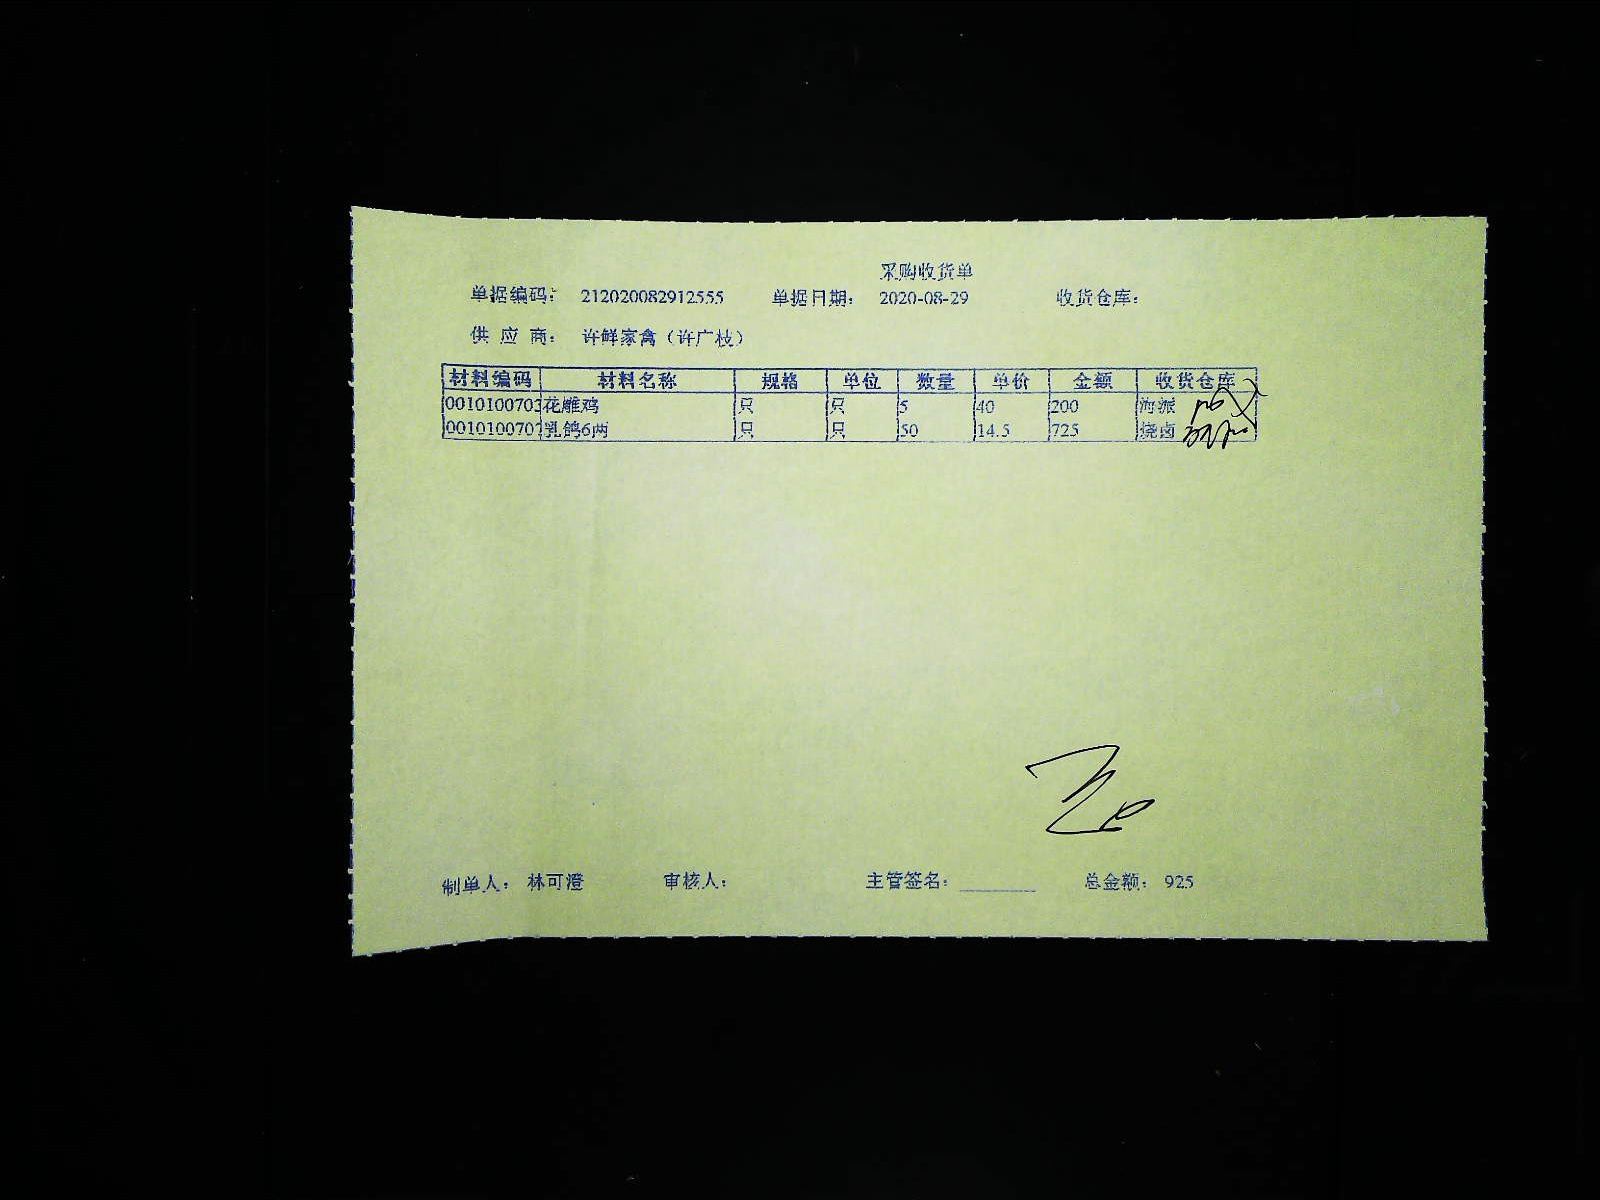 采购收货单
单据编码： 212020082912555 单据日期： 2020-08-29 收货仓库：
供 应 商： 许鲜家禽（许广枝）
材料编码 材料名称 规格 单位 数量 单价 金额 收货仓库
0010100703 花雕鸡 只 只 5 40 200 海派
0010100707 乳鸽6两 只 只 50 14.5 725 烧卤
制单人： 林可澄 审核人： 主管签名： 总金额： 925